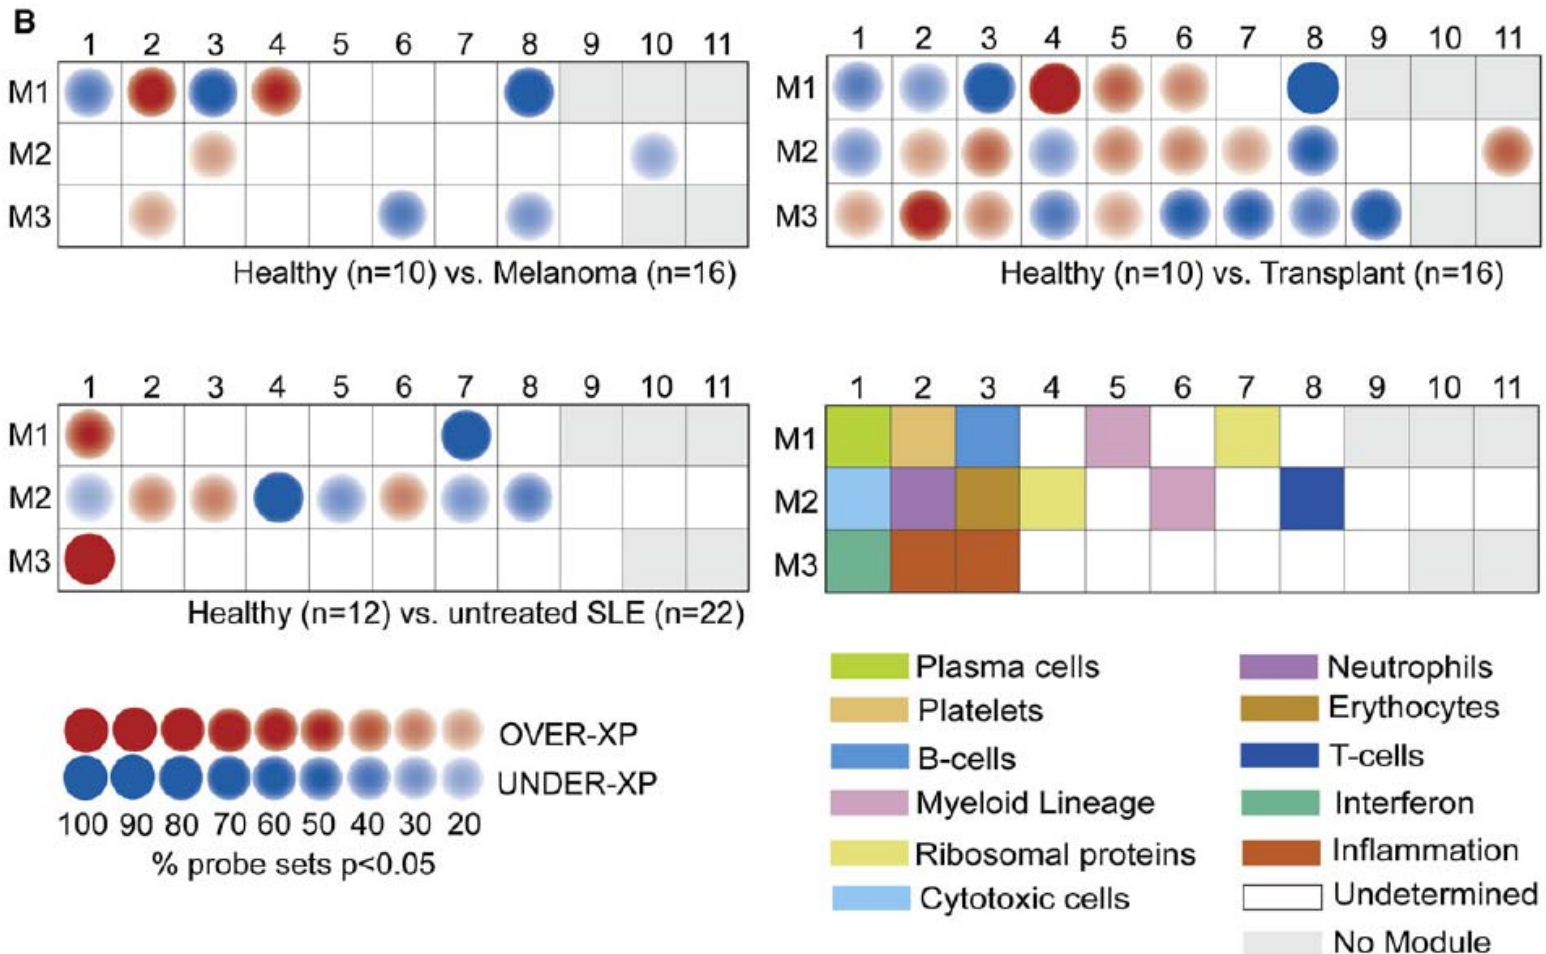 B
1 2 3 4 5 6 7 8 9 10 11
M1
M2
M3
Healthy (n=10) vs. Melanoma (n=16)
1 2 3 4 5 6 7 8 9 10 11
M1
M2
M3
Healthy (n=10) vs. Transplant (n=16)
1 2 3 4 5 6 7 8 9 10 11
M1
M2
M3
Healthy (n=12) vs. untreated SLE (n=22)
1 2 3 4 5 6 7 8 9 10 11
M1
M2
M3
OVER-XP
UNDER-XP
100 90 80 70 60 50 40 30 20
% probe sets p<0.05
Plasma cells
Platelets
B-cells
Myeloid Lineage
Ribosomal proteins
Cytotoxic cells
Neutrophils
Erythocytes
T-cells
Interferon
Inflammation
Undetermined
No Module